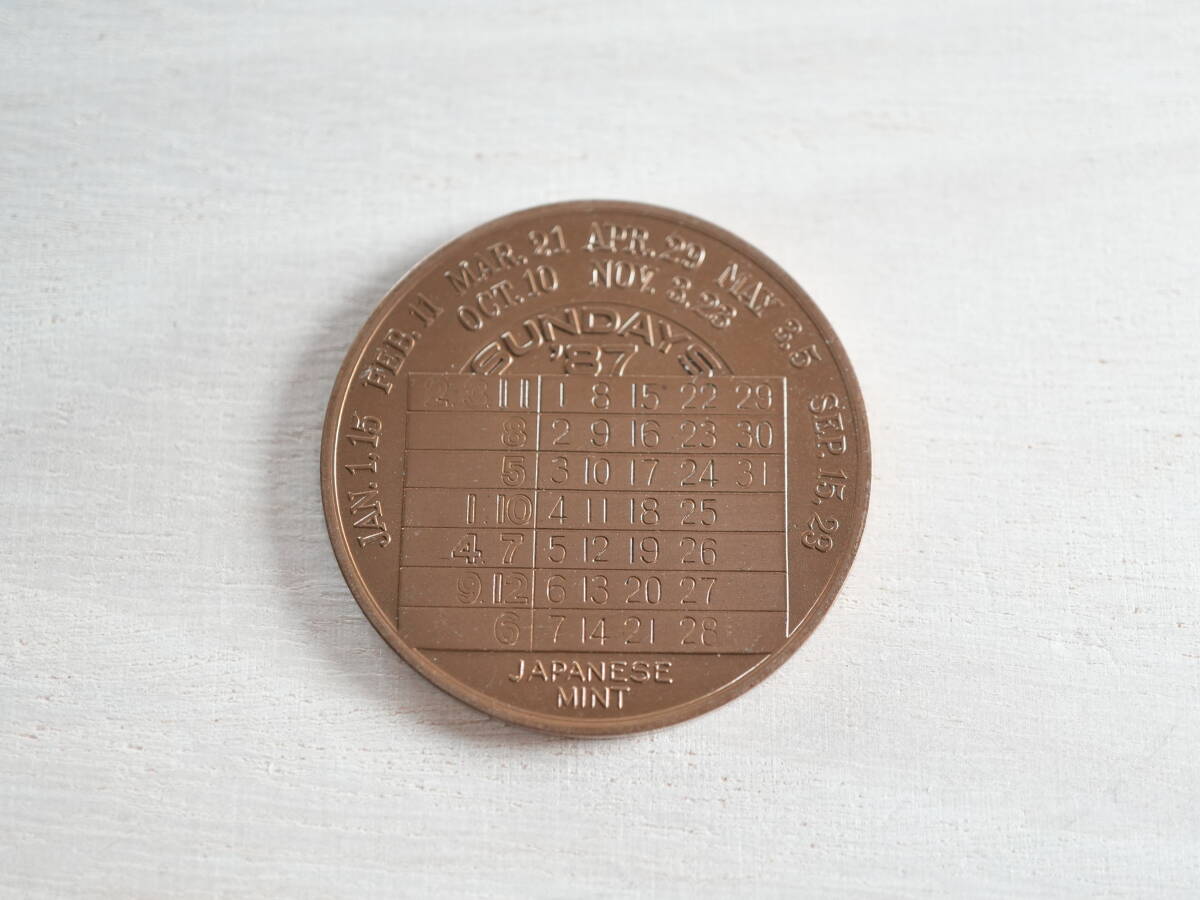 JAN. 1, 15 FEB. 11 MAR. 21 APR. 29 MAY 3, 5 SEP. 15, 23
OCT. 10 NOV. 3, 23
SUNDAYS
'87
2. 3. 11 1 8 15 22 29
8 2 9 16 23 30
5 3 10 17 24 31
1. 10 4 11 18 25
4. 7 5 12 19 26
9. 12 6 13 20 27
6 7 14 21 28
JAPANESE
MINT